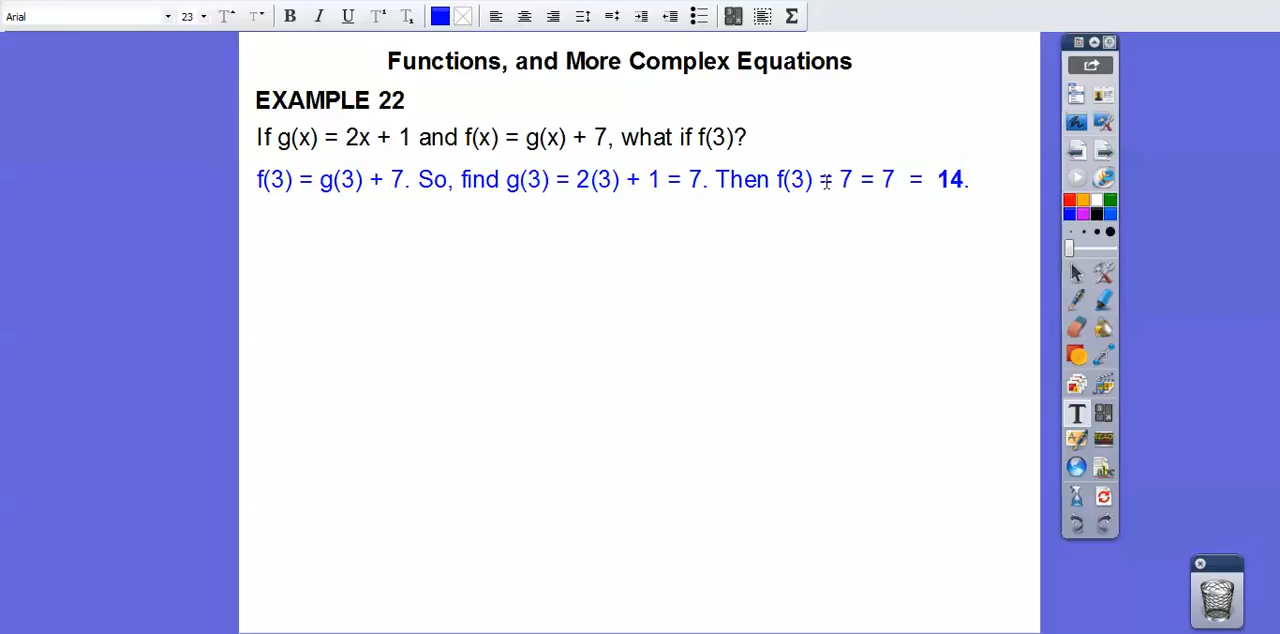 Arial 23 B I U
Functions, and More Complex Equations
EXAMPLE 22
If g(x) = 2x + 1 and f(x) = g(x) + 7, what if f(3)?
f(3) = g(3) + 7. So, find g(3) = 2(3) + 1 = 7. Then f(3) = 7 = 7 = 14.